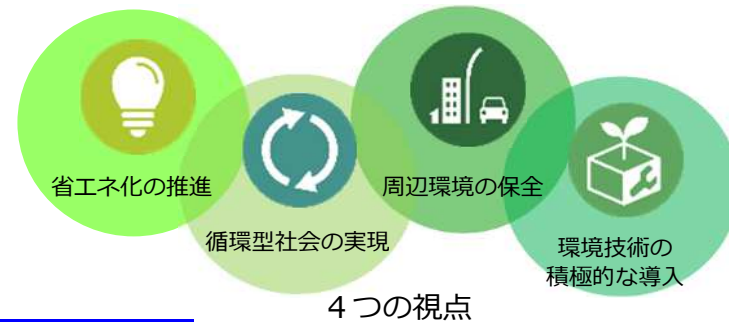 省エネ化の推進
循環型社会の実現
周辺環境の保全
環境技術の
積極的な導入
４つの視点